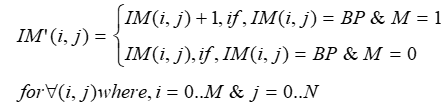 IM'(i, j) = { IM(i, j) + 1, if, IM(i, j) = BP & M = 1
IM(i, j), if, IM(i, j) = BP & M = 0
for∀(i, j)where, i = 0..M & j = 0..N